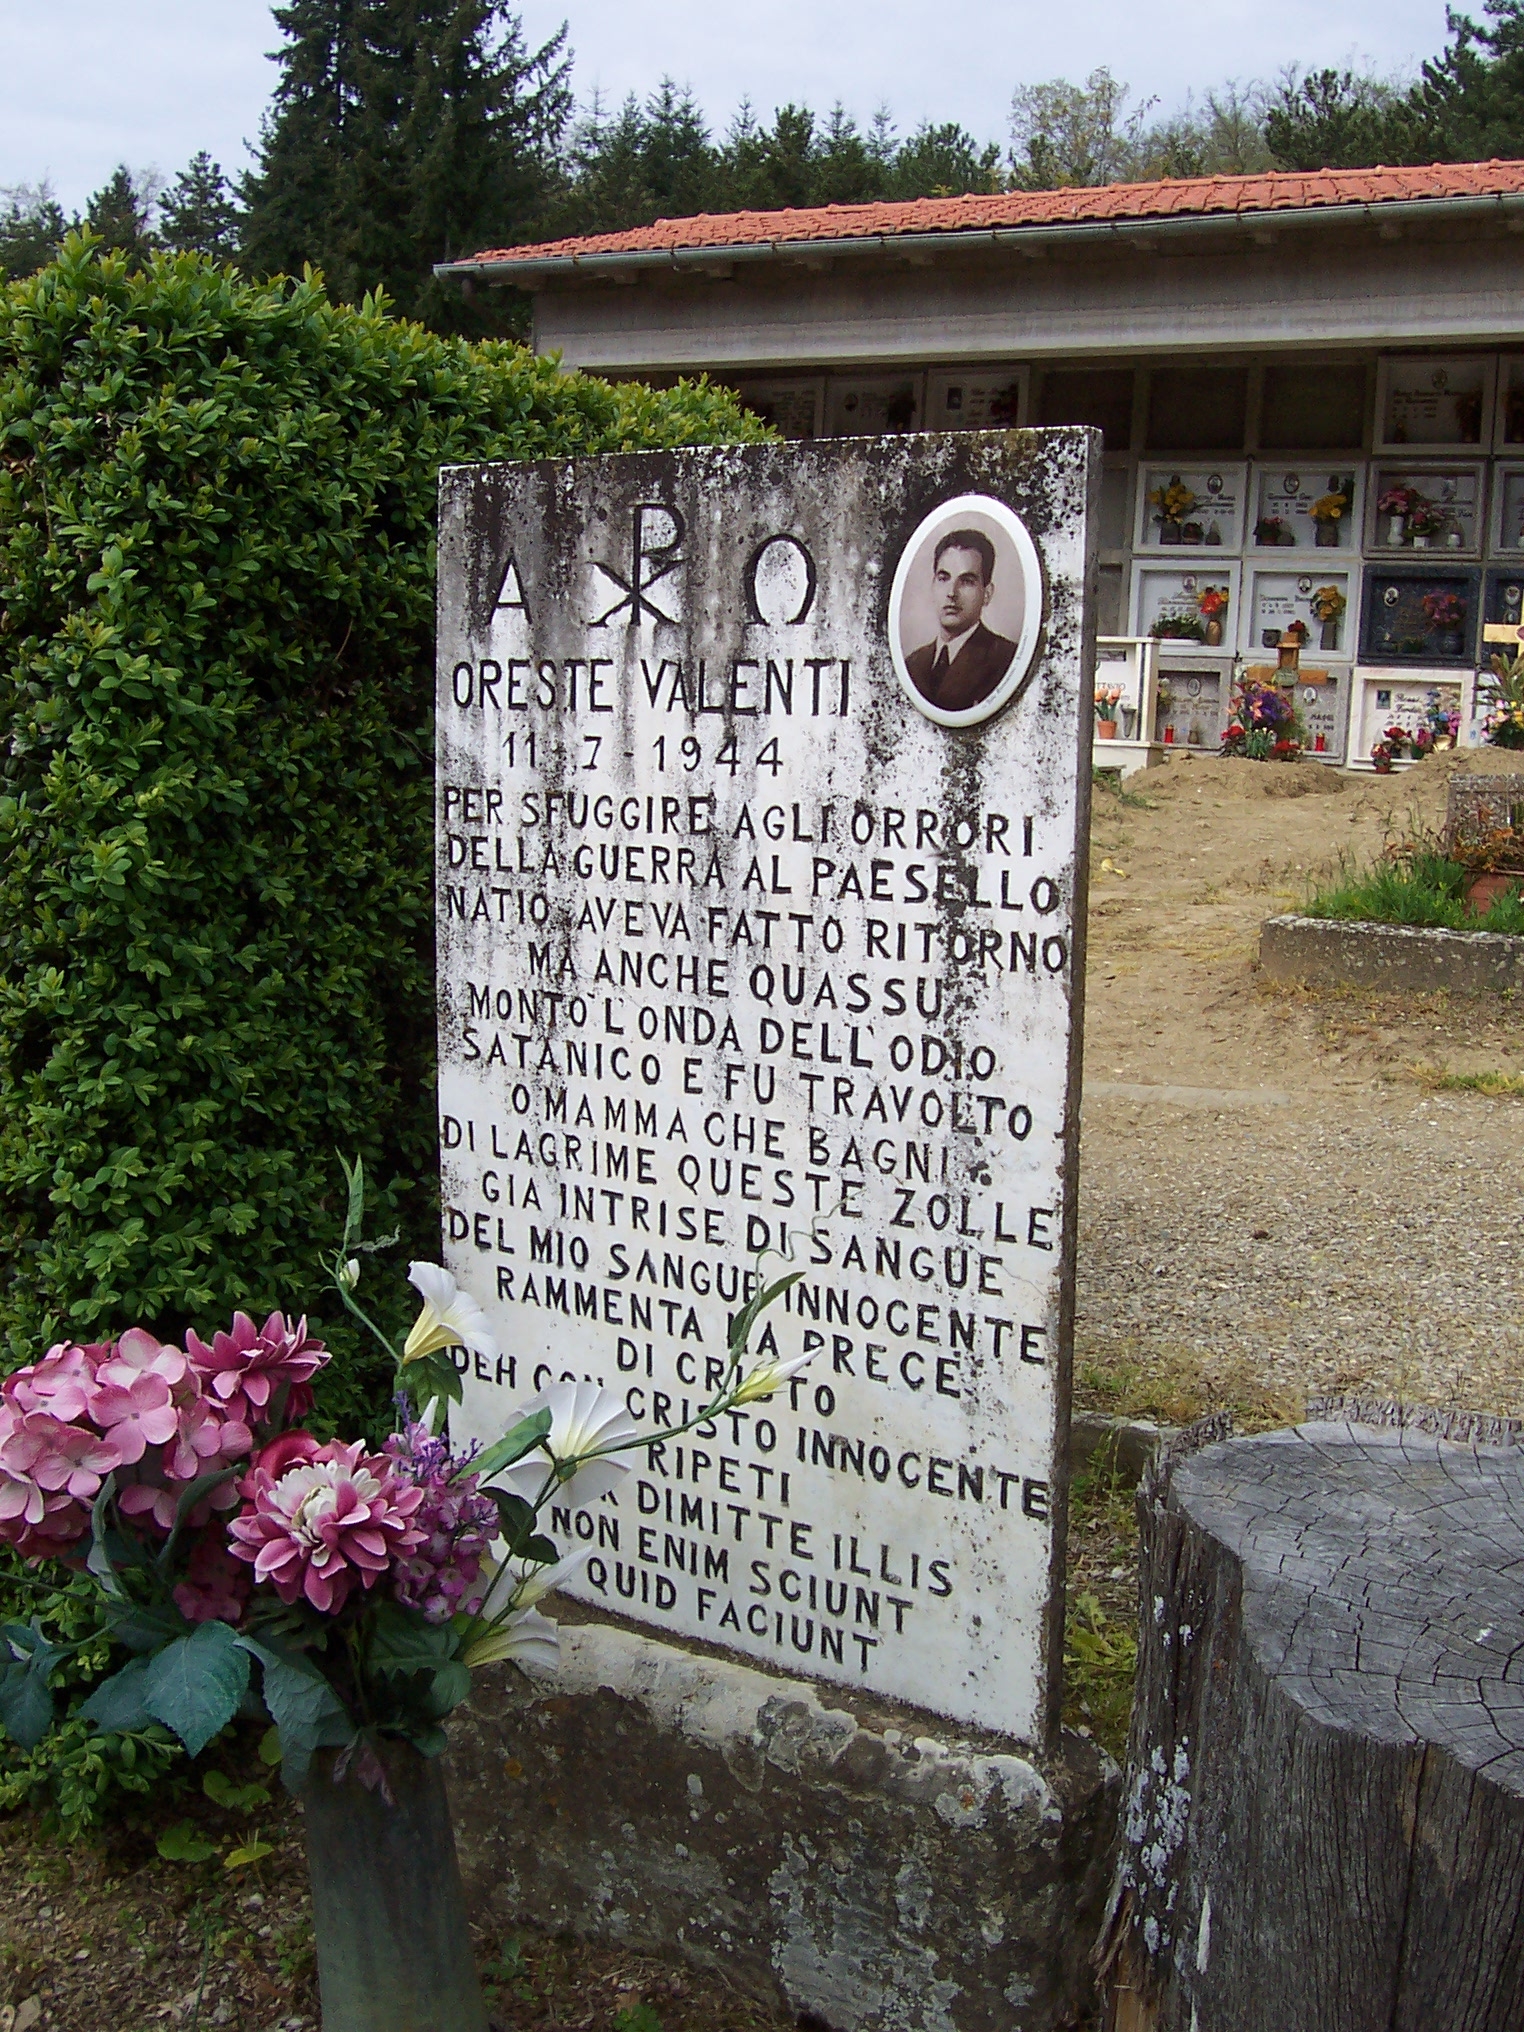 A ☧ Ω
ORESTE VALENTI
11 - 7 - 1944
PER SFUGGIRE AGLI ORRORI
DELLA GUERRA AL PAESELLO
NATIO AVEVA FATTO RITORNO
MA ANCHE QUASSU
MONTO L'ONDA DELL'ODIO
SATANICO E FU TRAVOLTO
O MAMMA CHE BAGNI
DI LAGRIME QUESTE ZOLLE
GIA INTRISE DI SANGUE
DEL MIO SANGUE INNOCENTE
RAMMENTA LA PRECE
DI CRISTO
DEH CON CRISTO INNOCENTE
RIPETI
DIMITTE ILLIS
NON ENIM SCIUNT
QUID FACIUNT